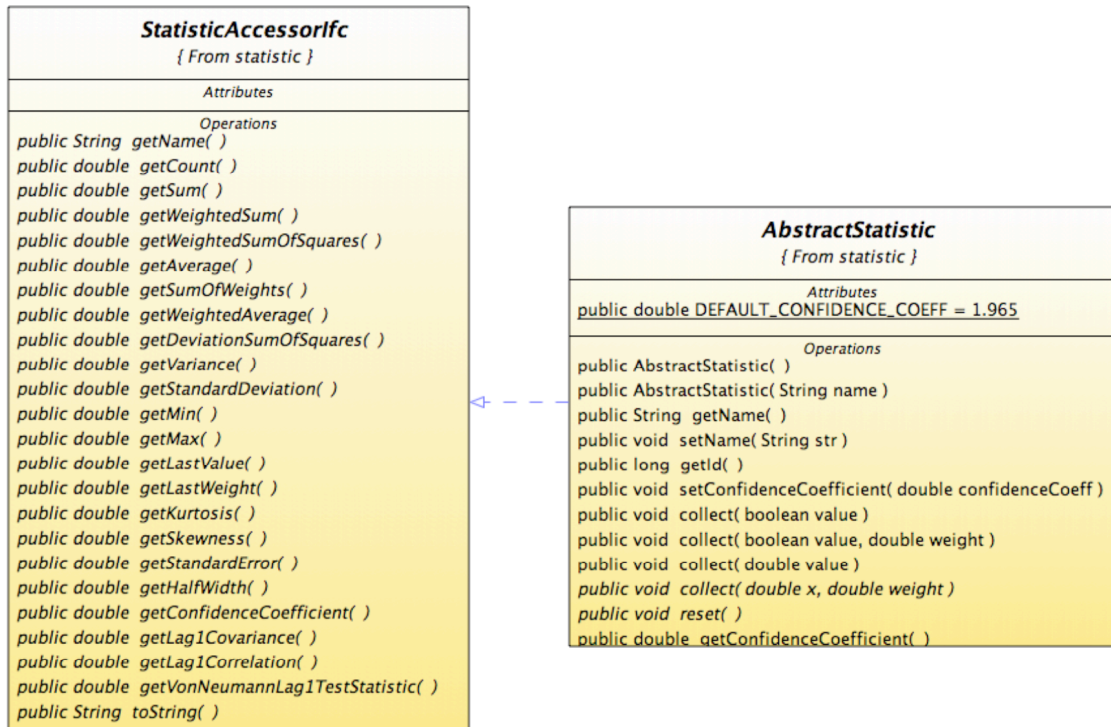 StatisticAccessorIfc
{ From statistic }
Attributes
Operations
public String getName( )
public double getCount( )
public double getSum( )
public double getWeightedSum( )
public double getWeightedSumOfSquares( )
public double getAverage( )
public double getSumOfWeights( )
public double getWeightedAverage( )
public double getDeviationSumOfSquares( )
public double getVariance( )
public double getStandardDeviation( )
public double getMin( )
public double getMax( )
public double getLastValue( )
public double getLastWeight( )
public double getKurtosis( )
public double getSkewness( )
public double getStandardError( )
public double getHalfWidth( )
public double getConfidenceCoefficient( )
public double getLag1Covariance( )
public double getLag1Correlation( )
public double getVonNeumannLag1TestStatistic( )
public String toString( )
AbstractStatistic
{ From statistic }
Attributes
public double DEFAULT_CONFIDENCE_COEFF = 1.965
Operations
public AbstractStatistic( )
public AbstractStatistic( String name )
public String getName( )
public void setName( String str )
public long getId( )
public void setConfidenceCoefficient( double confidenceCoeff )
public void collect( boolean value )
public void collect( boolean value, double weight )
public void collect( double value )
public void collect( double x, double weight )
public void reset( )
public double getConfidenceCoefficient( )